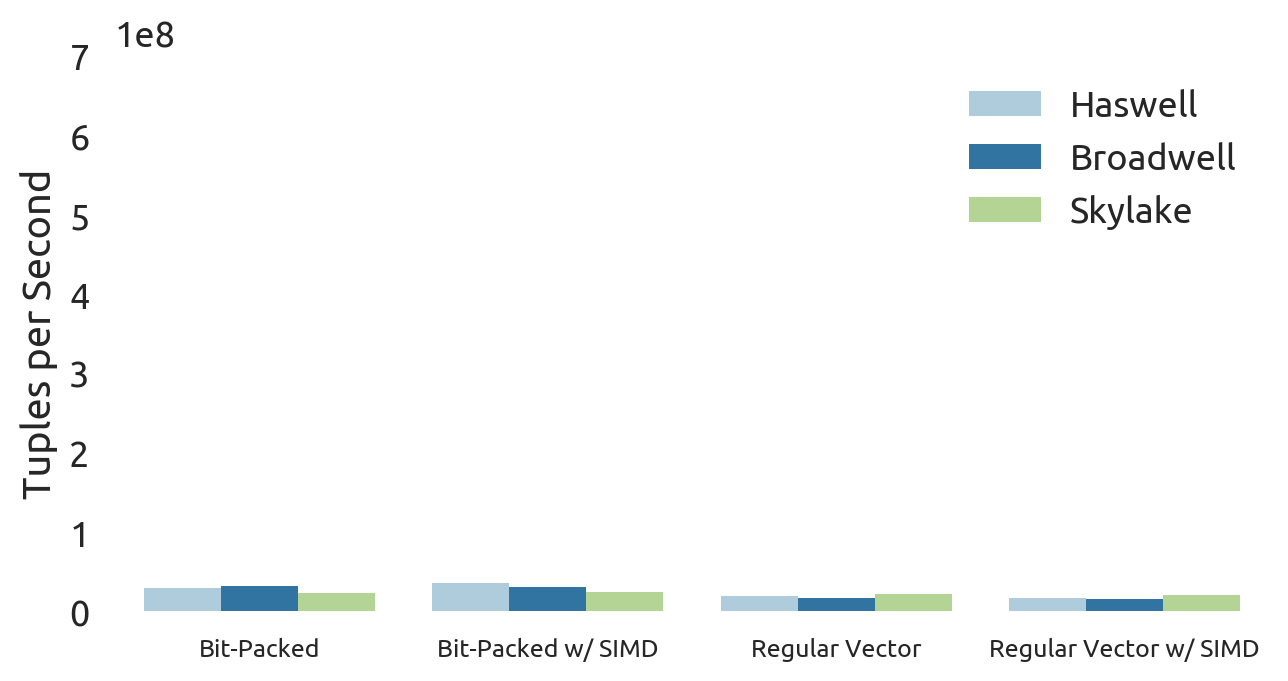 1e8
7
6
5
4
3
2
1
0
Tuples per Second
Haswell
Broadwell
Skylake
Bit-Packed
Bit-Packed w/ SIMD
Regular Vector
Regular Vector w/ SIMD